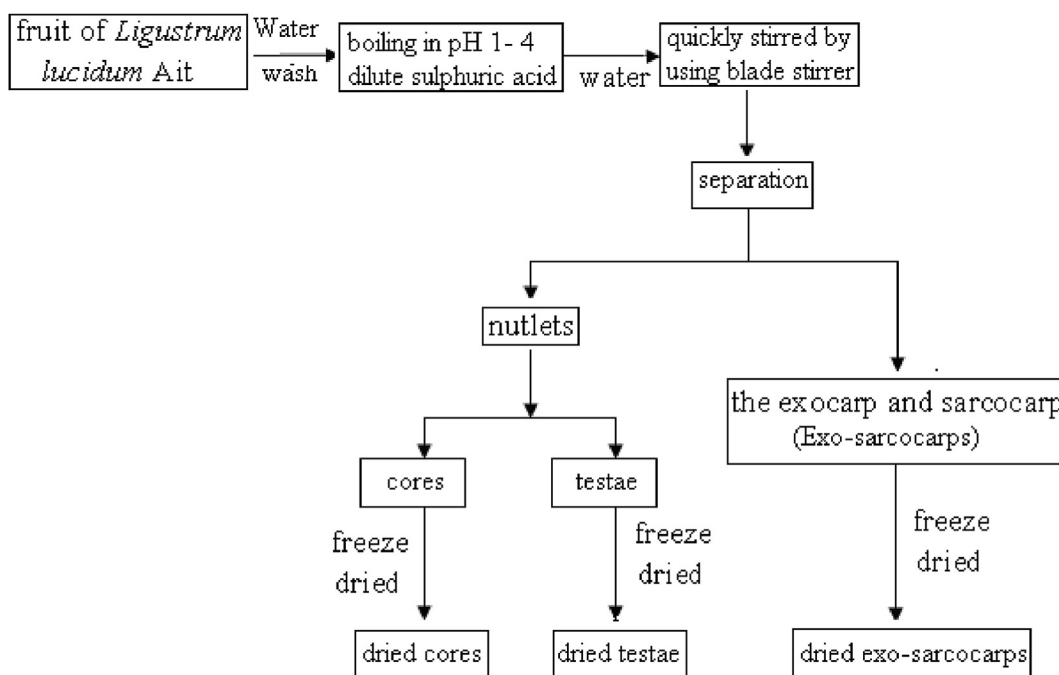 fruit of Ligustrum
lucidum Ait
Water
wash
boiling in pH 1- 4
dilute sulphuric acid
water
quickly stirred by
using blade stirrer
separation
nutlets
the exocarp and sarcocarp
(Exo-sarcocarps)
cores
testae
freeze
dried
freeze
dried
freeze
dried
dried cores
dried testae
dried exo-sarcocarps